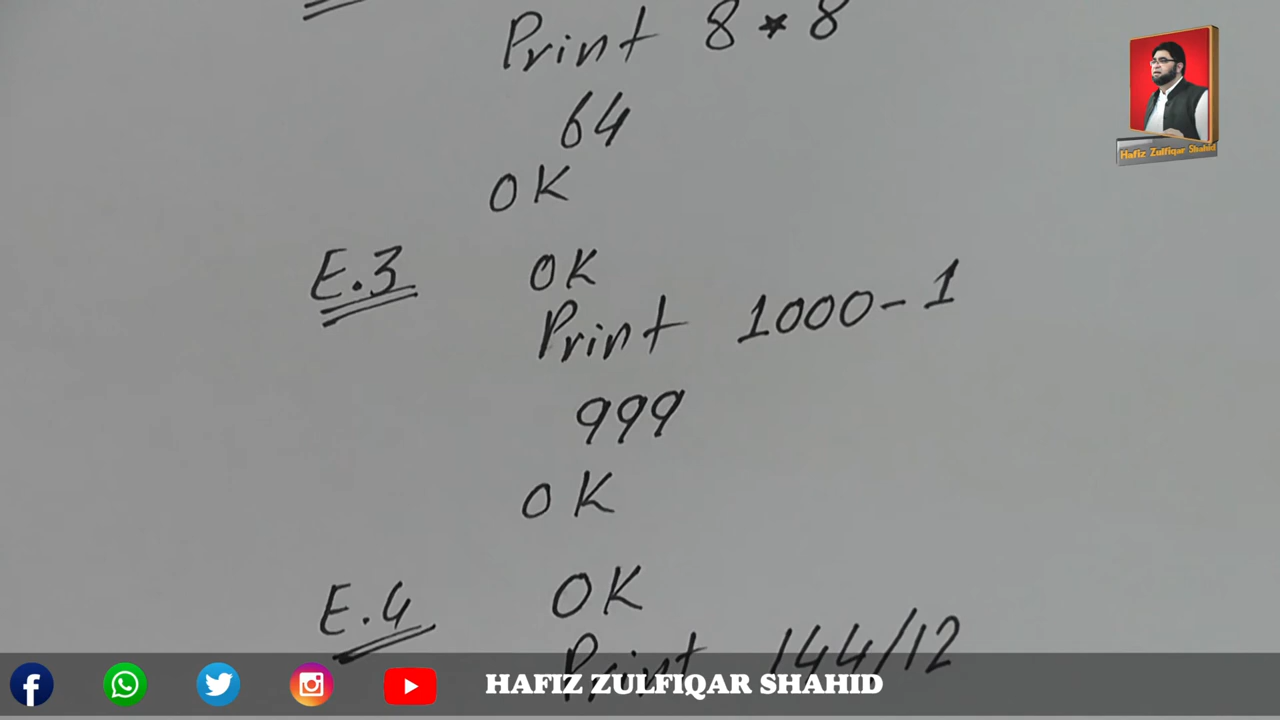 Print 8 * 8
64
OK
E.3 OK
Print 1000-1
999
OK
E.4 OK
Print 144/12
Hafiz Zulfiqar Shahid
HAFIZ ZULFIQAR SHAHID